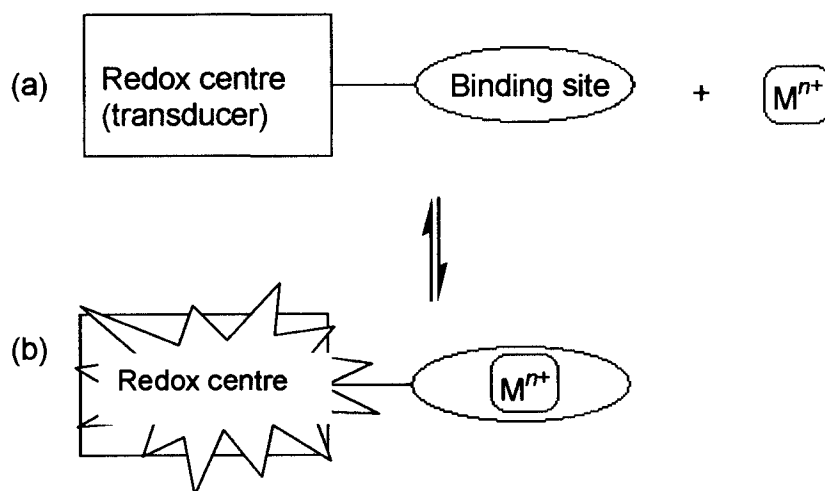 (a)
Redox centre
(transducer)
Binding site
+
Mⁿ⁺
(b)
Redox centre
Mⁿ⁺